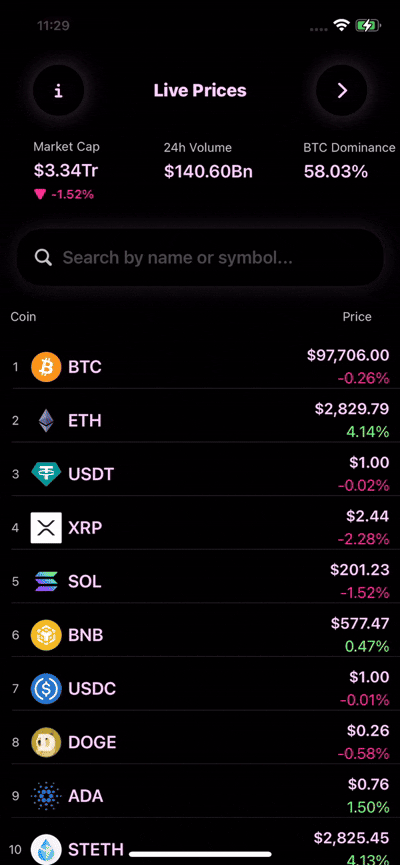 11:29
i
Live Prices
Market Cap
24h Volume
BTC Dominance
$3.34Tr
$140.60Bn
58.03%
-1.52%
Search by name or symbol...
Coin
Price
1 BTC $97,706.00
-0.26%
2 ETH $2,829.79
4.14%
3 USDT $1.00
-0.02%
4 XRP $2.44
-2.28%
5 SOL $201.23
-1.52%
6 BNB $577.47
0.47%
7 USDC $1.00
-0.01%
8 DOGE $0.26
-0.58%
9 ADA $0.76
1.50%
10 STETH $2,825.45
4.13%